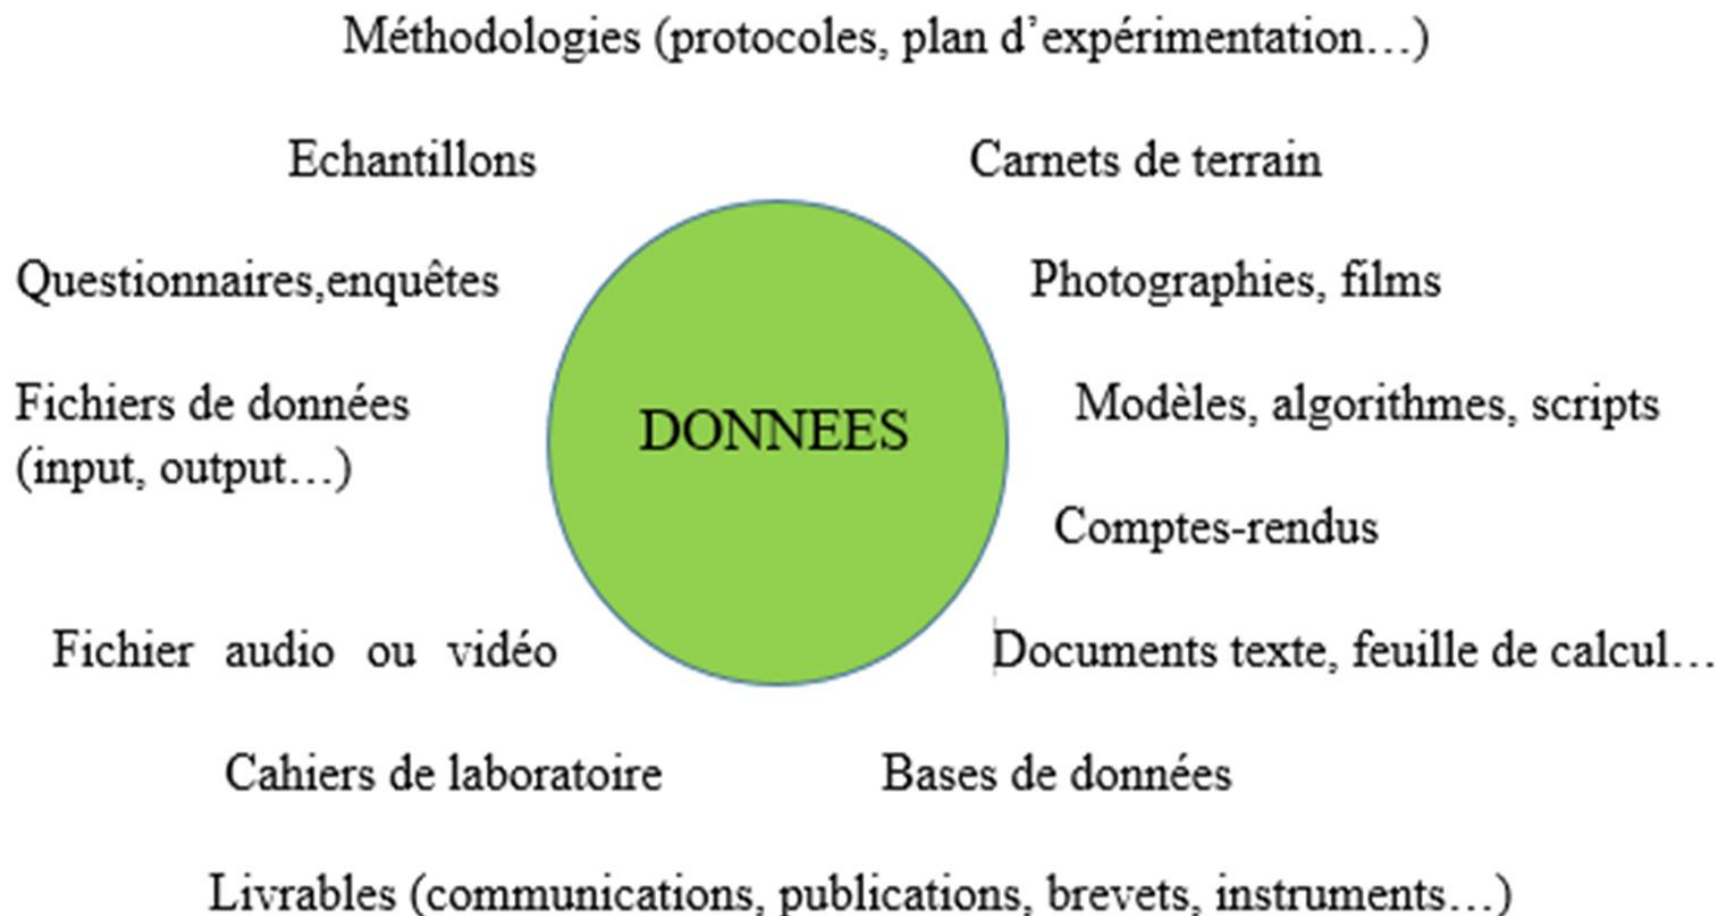 Méthodologies (protocoles, plan d’expérimentation…)
Echantillons
Carnets de terrain
Questionnaires,enquêtes
Photographies, films
Fichiers de données
(input, output…)
Modèles, algorithmes, scripts
DONNEES
Comptes-rendus
Fichier audio ou vidéo
Documents texte, feuille de calcul…
Cahiers de laboratoire
Bases de données
Livrables (communications, publications, brevets, instruments…)